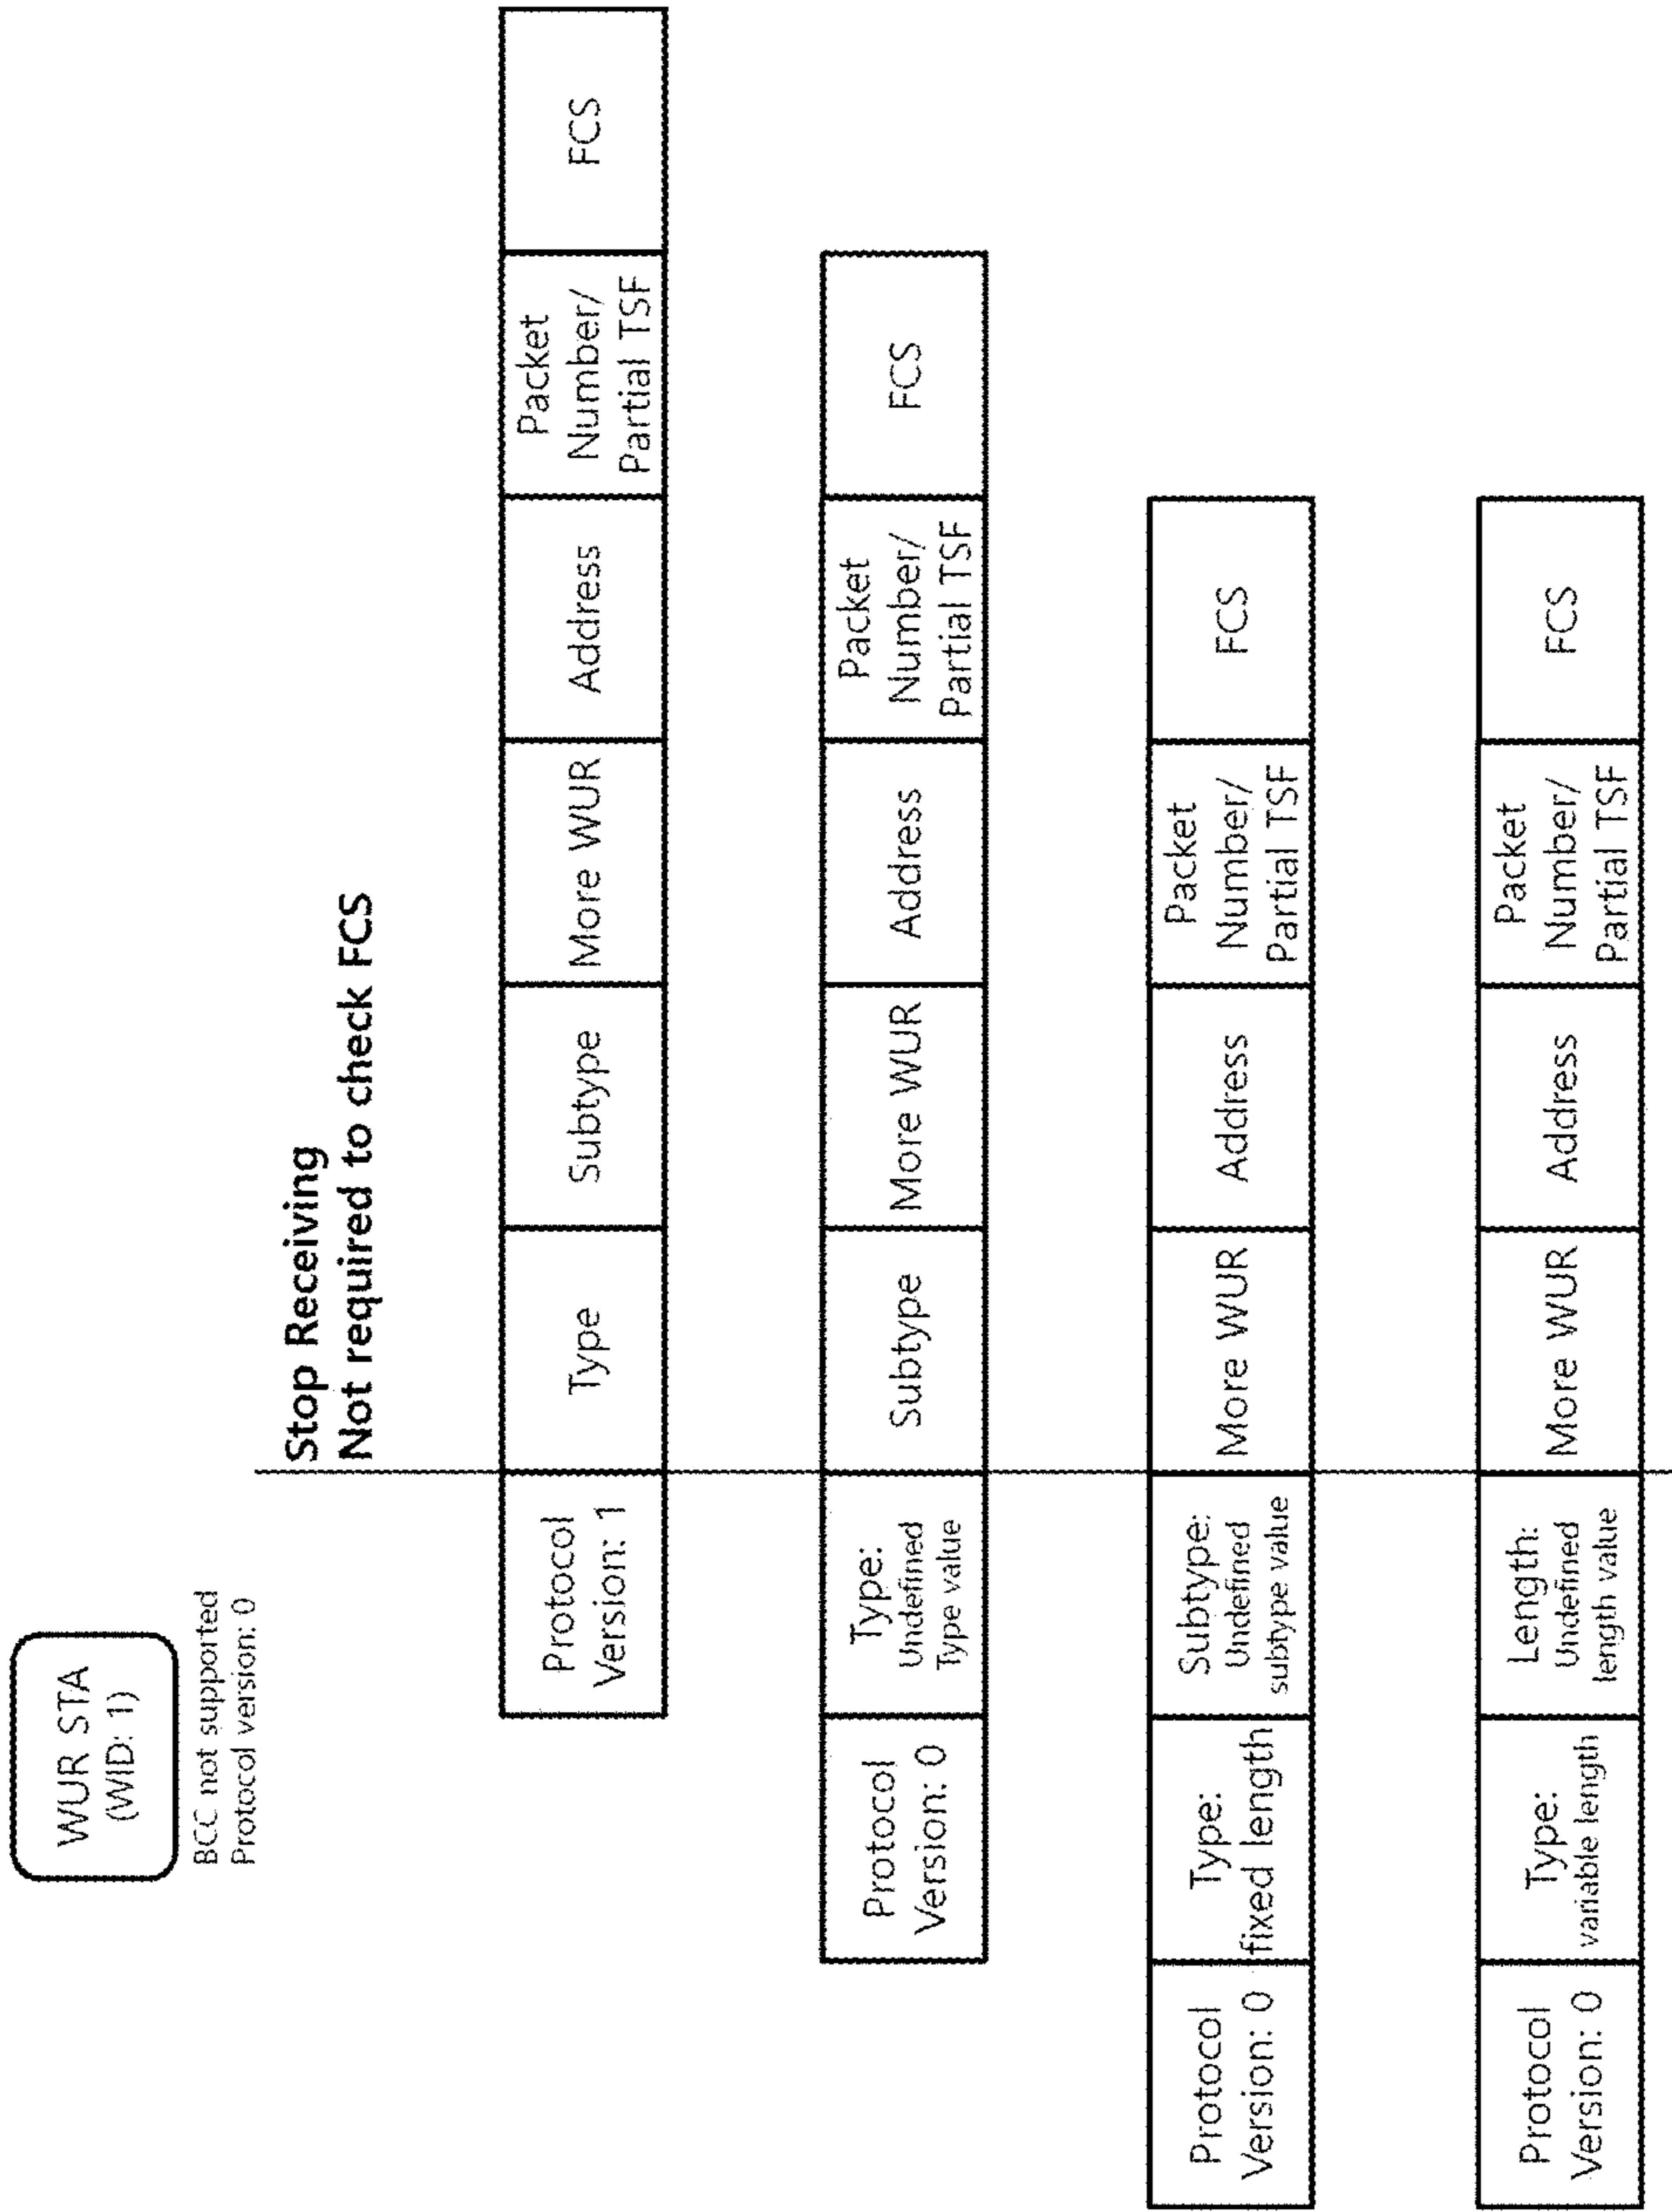 WUR STA
(WID: 1)
BCC not supported
Protocol version: 0
Stop Receiving
Not required to check FCS
Protocol
Version: 1
Type
Subtype
More WUR
Address
Packet
Number/
Partial TSF
FCS
Protocol
Version: 0
Type:
Undefined
Type value
Subtype
More WUR
Address
Packet
Number/
Partial TSF
FCS
Protocol
Version: 0
Type:
fixed length
Subtype:
Undefined
subtype value
More WUR
Address
Packet
Number/
Partial TSF
FCS
Protocol
Version: 0
Type:
variable length
Length:
Undefined
length value
More WUR
Address
Packet
Number/
Partial TSF
FCS